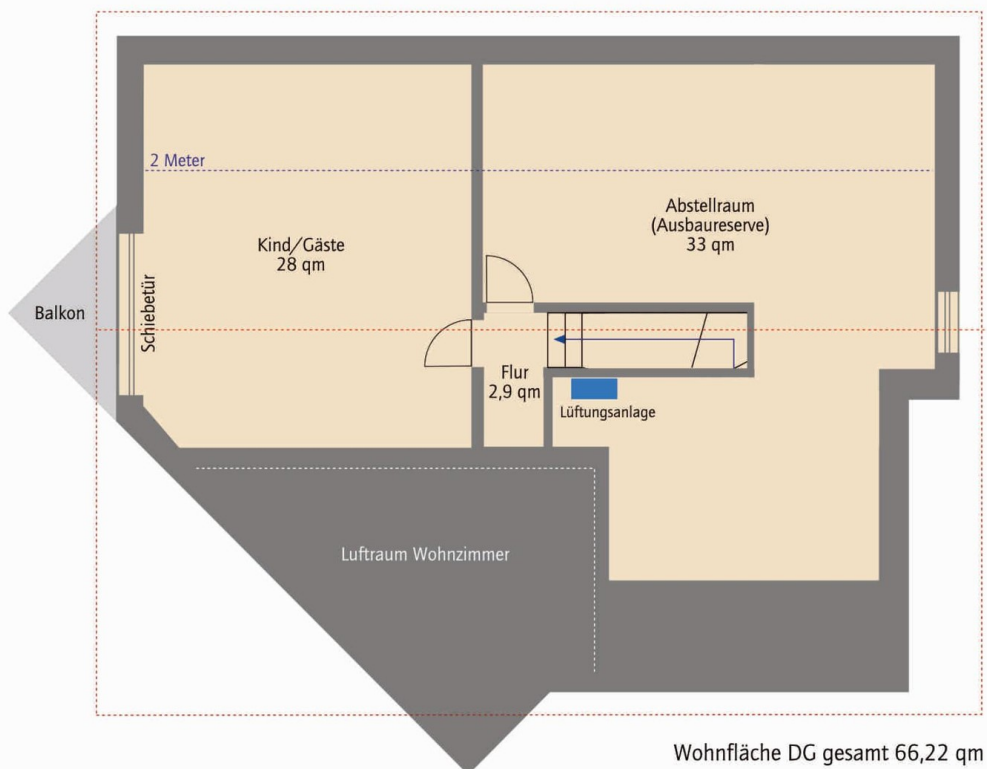 2 Meter
Abstellraum
(Ausbaureserve)
33 qm
Kind/Gäste
28 qm
Balkon
Schiebetür
Flur
2,9 qm
Lüftungsanlage
Luftraum Wohnzimmer
Wohnfläche DG gesamt 66,22 qm